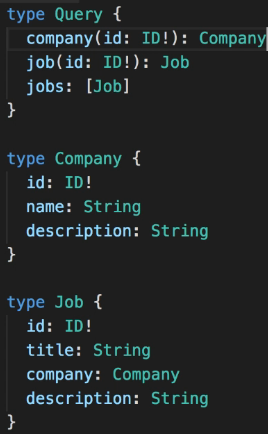 type Query {
  company(id: ID!): Company
  job(id: ID!): Job
  jobs: [Job]
}

type Company {
  id: ID!
  name: String
  description: String
}

type Job {
  id: ID!
  title: String
  company: Company
  description: String
}